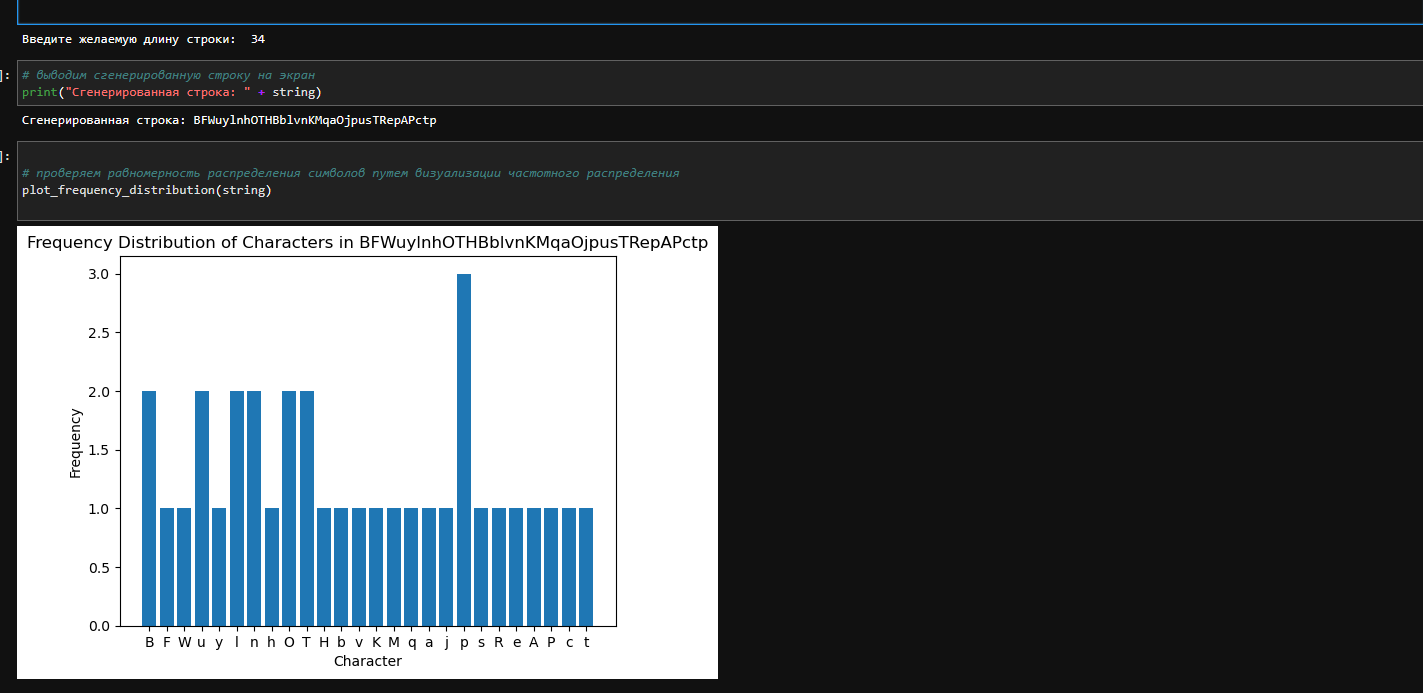 Введите желаемую длину строки: 34
]:
# выводим сгенерированную строку на экран
print("Сгенерированная строка: " + string)
Сгенерированная строка: BFWuylnhOTHBblvnKMqaOjpusTRepAPctp
]:
# проверяем равномерность распределения символов путем визуализации частотного распределения
plot_frequency_distribution(string)
Frequency Distribution of Characters in BFWuylnhOTHBblvnKMqaOjpusTRepAPctp
3.0
2.5
2.0
1.5
1.0
0.5
0.0
Frequency
B F W u y l n h O T H b v K M q a j p s R e A P c t
Character